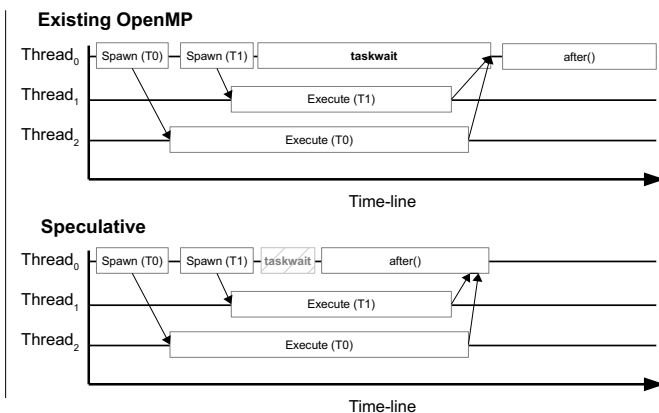 Existing OpenMP
Thread0 Spawn (T0) Spawn (T1) taskwait after()
Thread1 Execute (T1)
Thread2 Execute (T0)
Time-line
Speculative
Thread0 Spawn (T0) Spawn (T1) taskwait after()
Thread1 Execute (T1)
Thread2 Execute (T0)
Time-line